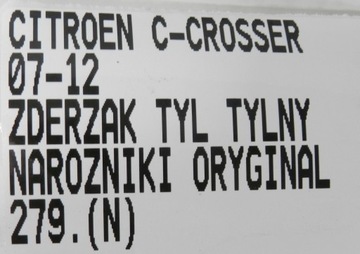 CITROEN C-CROSSER
07-12
ZDERZAK TYL TYLNY
NAROZNIKI ORYGINAL
279.(N)